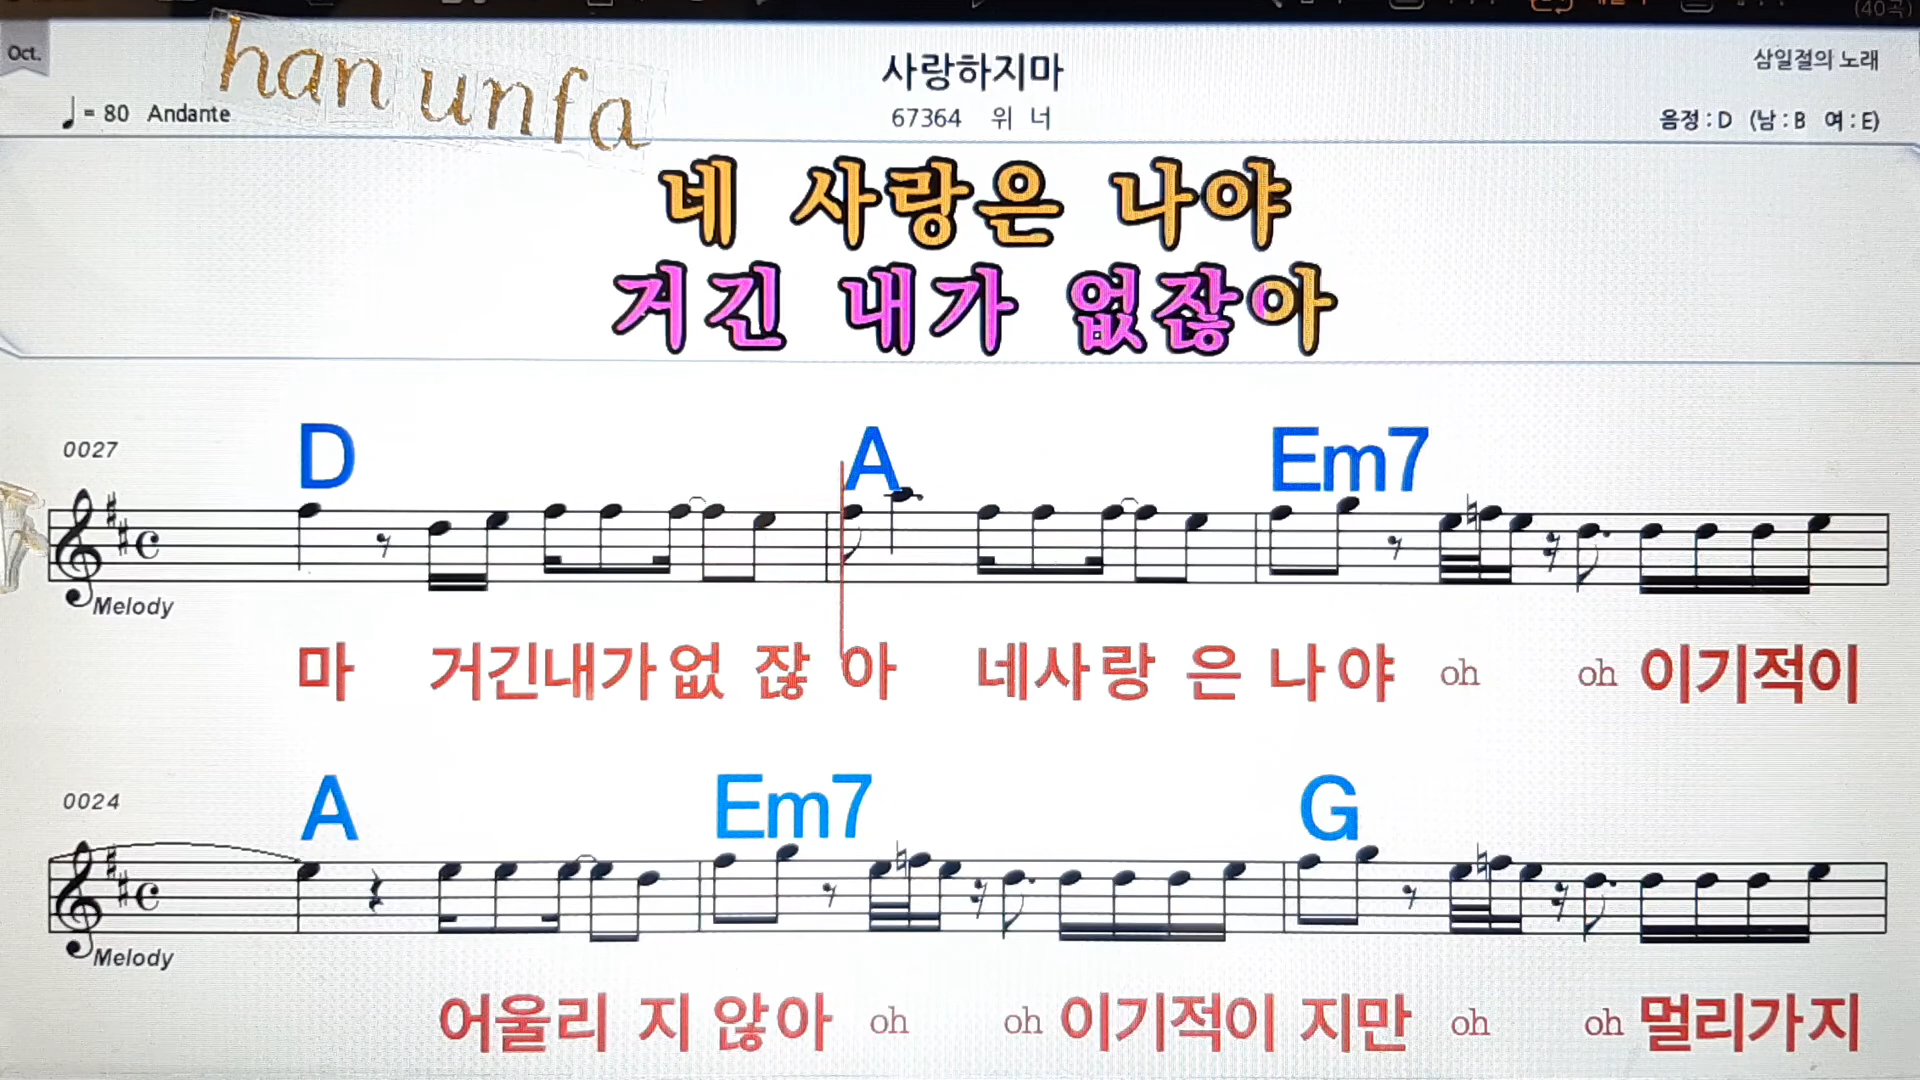 (40곡)
Oct.
han unfa
사랑하지마
삼일절의 노래
= 80 Andante
67364 위 너
음정 : D (남 : B 여 : E)
네 사랑은 나야
거긴 내가 없잖아
0027
D A Em7
Melody
마 거긴내가없 잖 아 네사랑 은 나야 oh oh 이기적이
0024
A Em7 G
Melody
어울리 지 않아 oh oh 이기적이 지만 oh oh 멀리가지